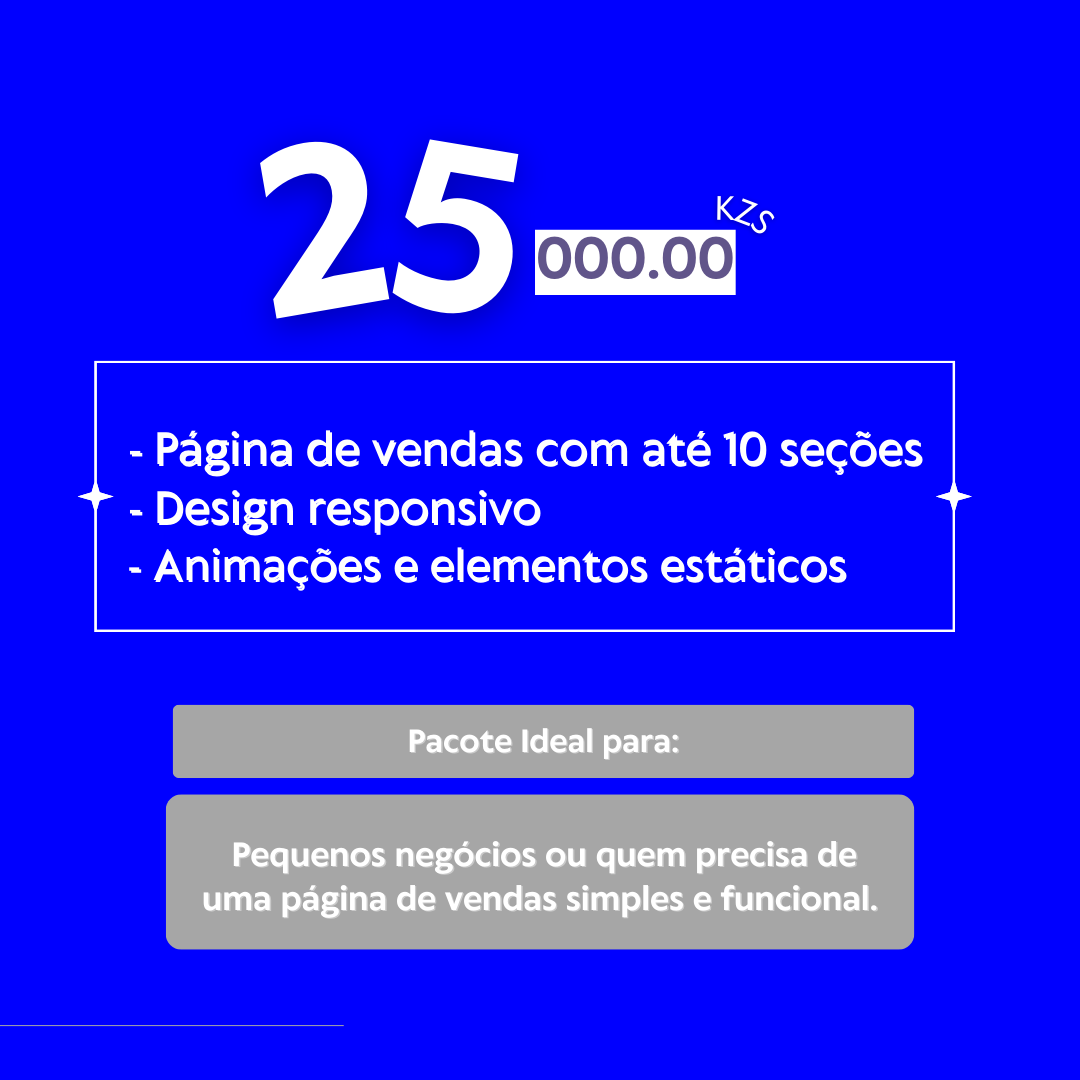 25
000.00
KZS
- Página de vendas com até 10 seções
- Design responsivo
- Animações e elementos estáticos
Pacote Ideal para:
Pequenos negócios ou quem precisa de
uma página de vendas simples e funcional.